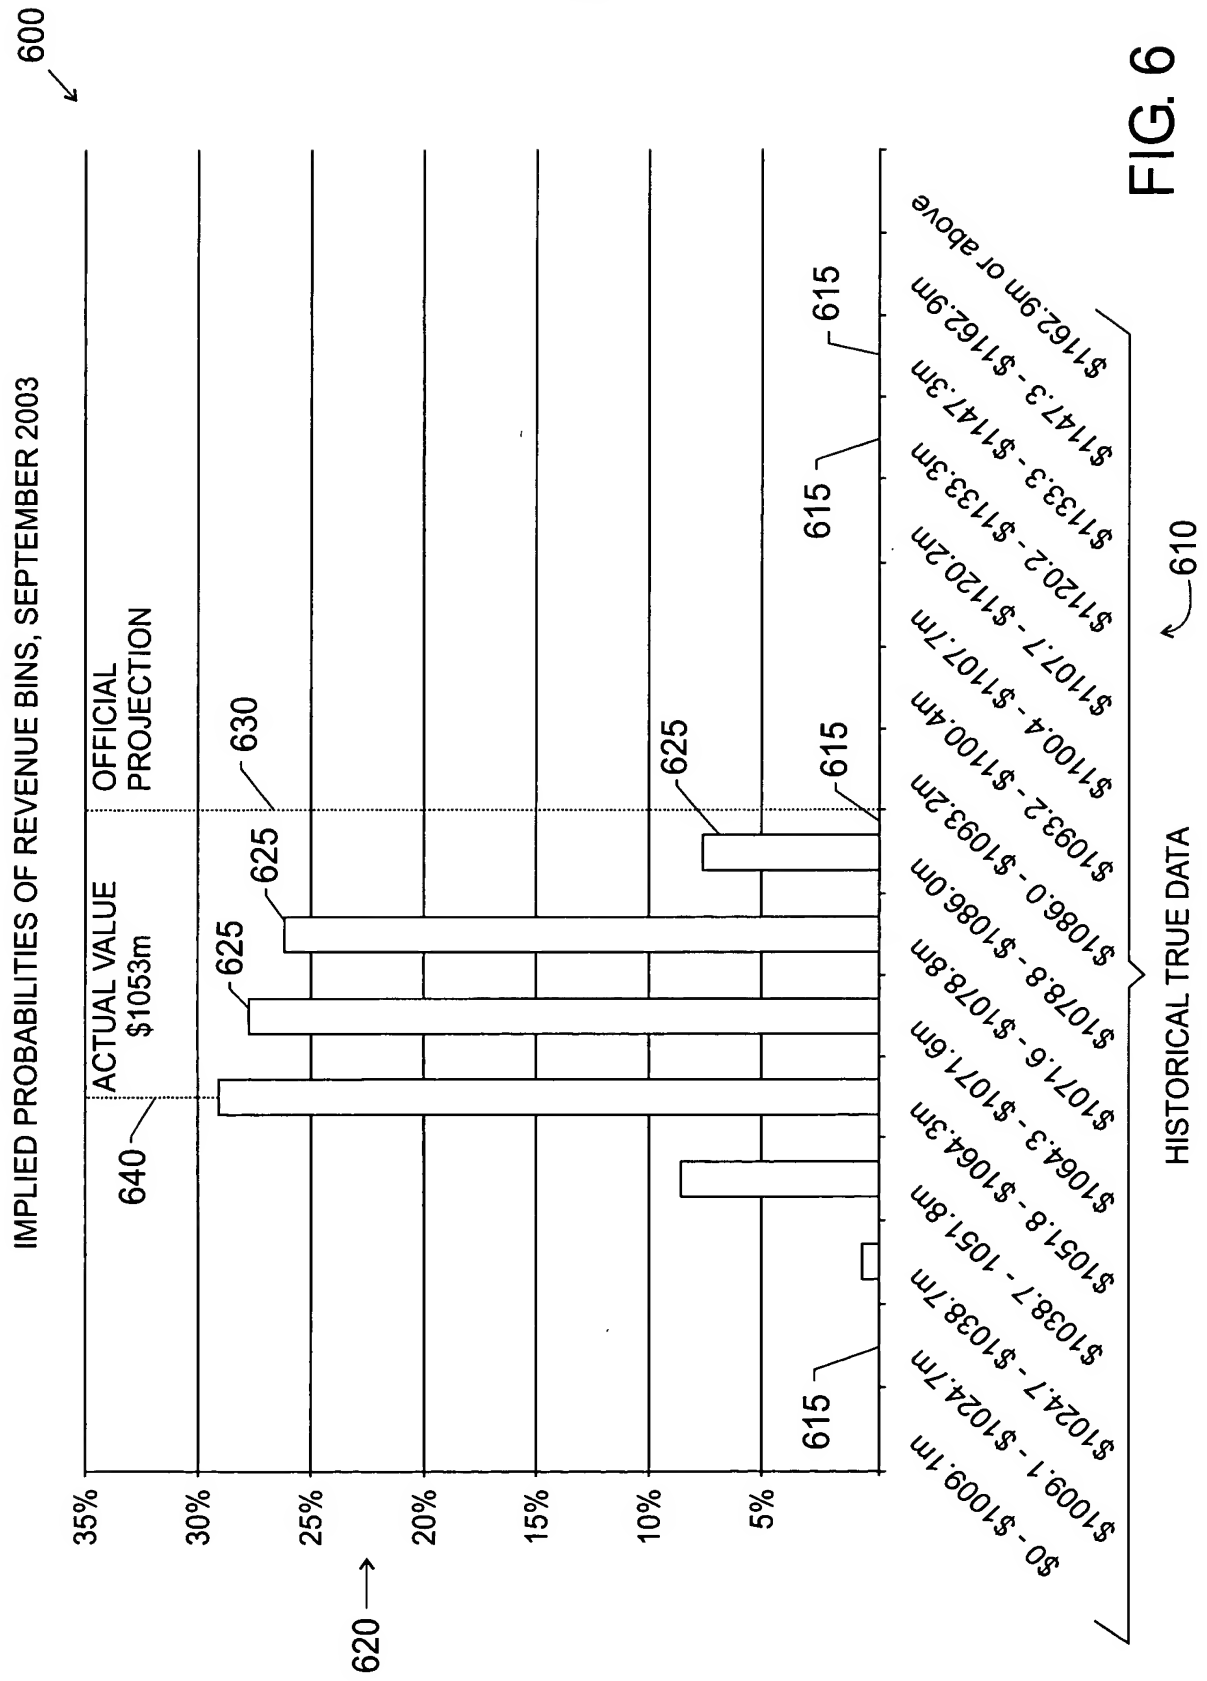 IMPLIED PROBABILITIES OF REVENUE BINS, SEPTEMBER 2003
600
ACTUAL VALUE
$1053m
OFFICIAL
PROJECTION
640
625
625
630
625
615
615
615
615
620
35%
30%
25%
20%
15%
10%
5%
$0 - $1009.1m
$1009.1 - $1024.7m
$1024.7 - $1038.7m
$1038.7 - 1051.8m
$1051.8 - $1064.3m
$1064.3 - $1071.6m
$1071.6 - $1078.8m
$1078.8 - $1086.0m
$1086.0 - $1093.2m
$1093.2 - $1100.4m
$1100.4 - $1107.7m
$1107.7 - $1120.2m
$1120.2 - $1133.3m
$1133.3 - $1147.3m
$1147.3 - $1162.9m
$1162.9m or above
HISTORICAL TRUE DATA
610
FIG. 6